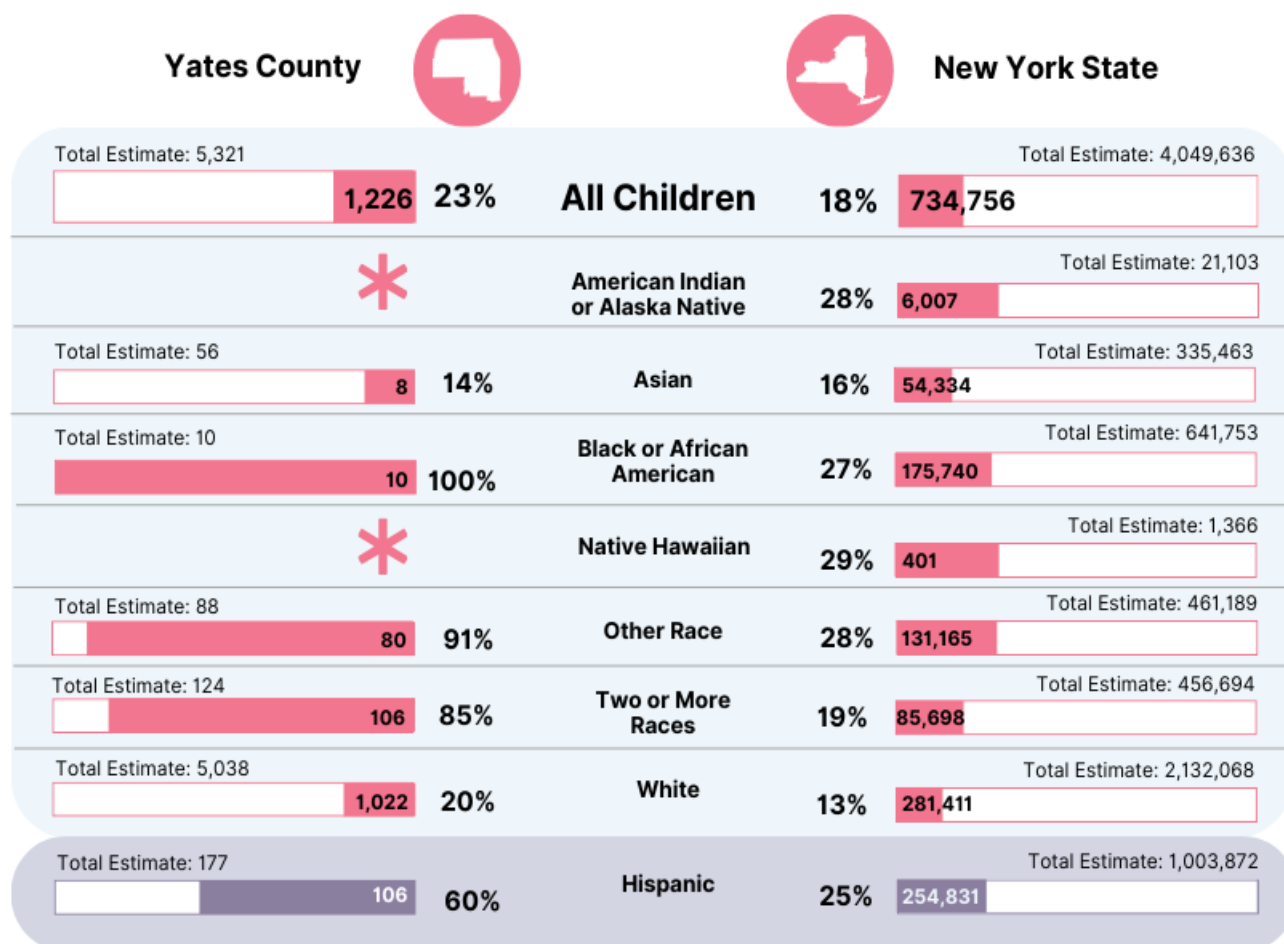 Yates County
New York State
Total Estimate: 5,321
Total Estimate: 4,049,636
1,226 23% All Children 18% 734,756
Total Estimate: 21,103
American Indian
or Alaska Native
28% 6,007
Total Estimate: 56
Total Estimate: 335,463
8 14% Asian 16% 54,334
Total Estimate: 10
Total Estimate: 641,753
Black or African
American
10 100% 27% 175,740
Total Estimate: 1,366
Native Hawaiian
29% 401
Total Estimate: 88
Total Estimate: 461,189
80 91% Other Race 28% 131,165
Total Estimate: 124
Total Estimate: 456,694
Two or More
Races
106 85% 19% 85,698
Total Estimate: 5,038
Total Estimate: 2,132,068
1,022 20% White 13% 281,411
Total Estimate: 177
Total Estimate: 1,003,872
106 60% Hispanic 25% 254,831